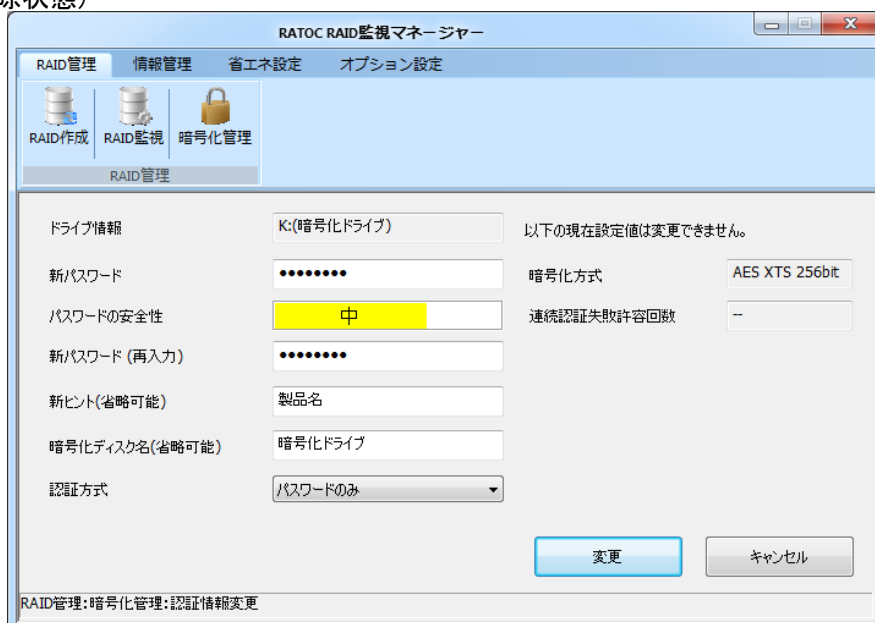 除状態)
RATOC RAID監視マネージャー
RAID管理 情報管理 省エネ設定 オプション設定
RAID作成 RAID監視 暗号化管理
RAID管理
ドライブ情報 K:(暗号化ドライブ) 以下の現在設定値は変更できません。
新パスワード •••••••• 暗号化方式 AES XTS 256bit
パスワードの安全性 中 連続認証失敗許容回数 --
新パスワード (再入力) ••••••••
新ヒント(省略可能) 製品名
暗号化ディスク名(省略可能) 暗号化ドライブ
認証方式 パスワードのみ
変更 キャンセル
RAID管理:暗号化管理:認証情報変更